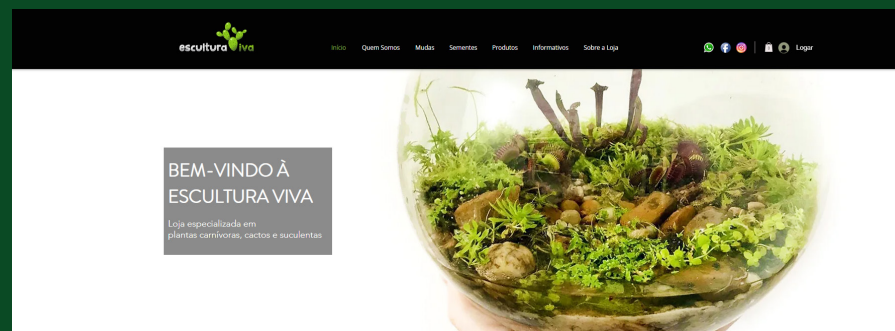 escultura viva
Início Quem Somos Mudas Sementes Produtos Informativos Sobre a Loja Logar
BEM-VINDO À
ESCULTURA VIVA
Loja especializada em
plantas carnívoras, cactos e suculentas